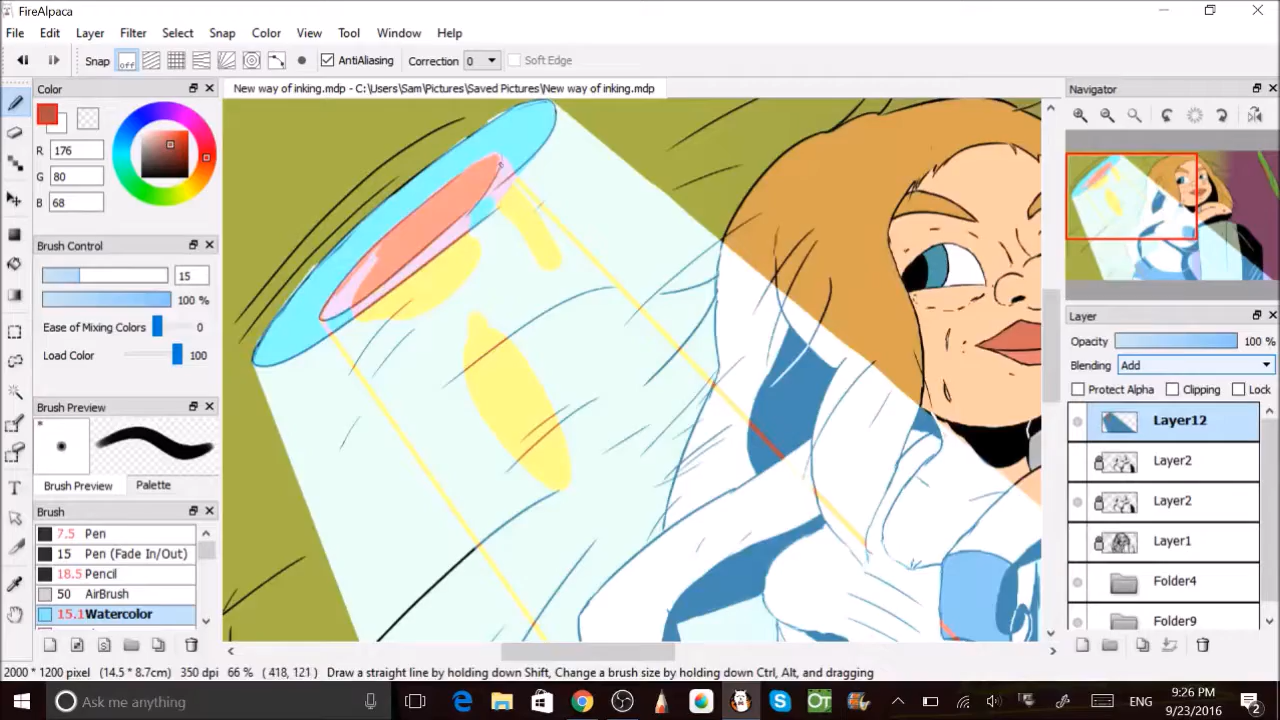 FireAlpaca
File Edit Layer Filter Select Snap Color View Tool Window Help
Snap off AntiAliasing Correction 0 Soft Edge
Color
R 176
G 80
B 68
Brush Control
15
100 %
Ease of Mixing Colors 0
Load Color 100
Brush Preview
Brush Preview Palette
Brush
7.5 Pen
15 Pen (Fade In/Out)
18.5 Pencil
50 AirBrush
15.1 Watercolor
New way of inking.mdp - C:\Users\Sam\Pictures\Saved Pictures\New way of inking.mdp
Navigator
Layer
Opacity 100 %
Blending Add
Protect Alpha Clipping Lock
Layer12
Layer2
Layer2
Layer1
Folder4
Folder9
2000 * 1200 pixel (14.5 * 8.7cm) 350 dpi 66 % (418, 121) Draw a straight line by holding down Shift, Change a brush size by holding down Ctrl, Alt, and dragging
Ask me anything
ENG
9:26 PM
9/23/2016
2